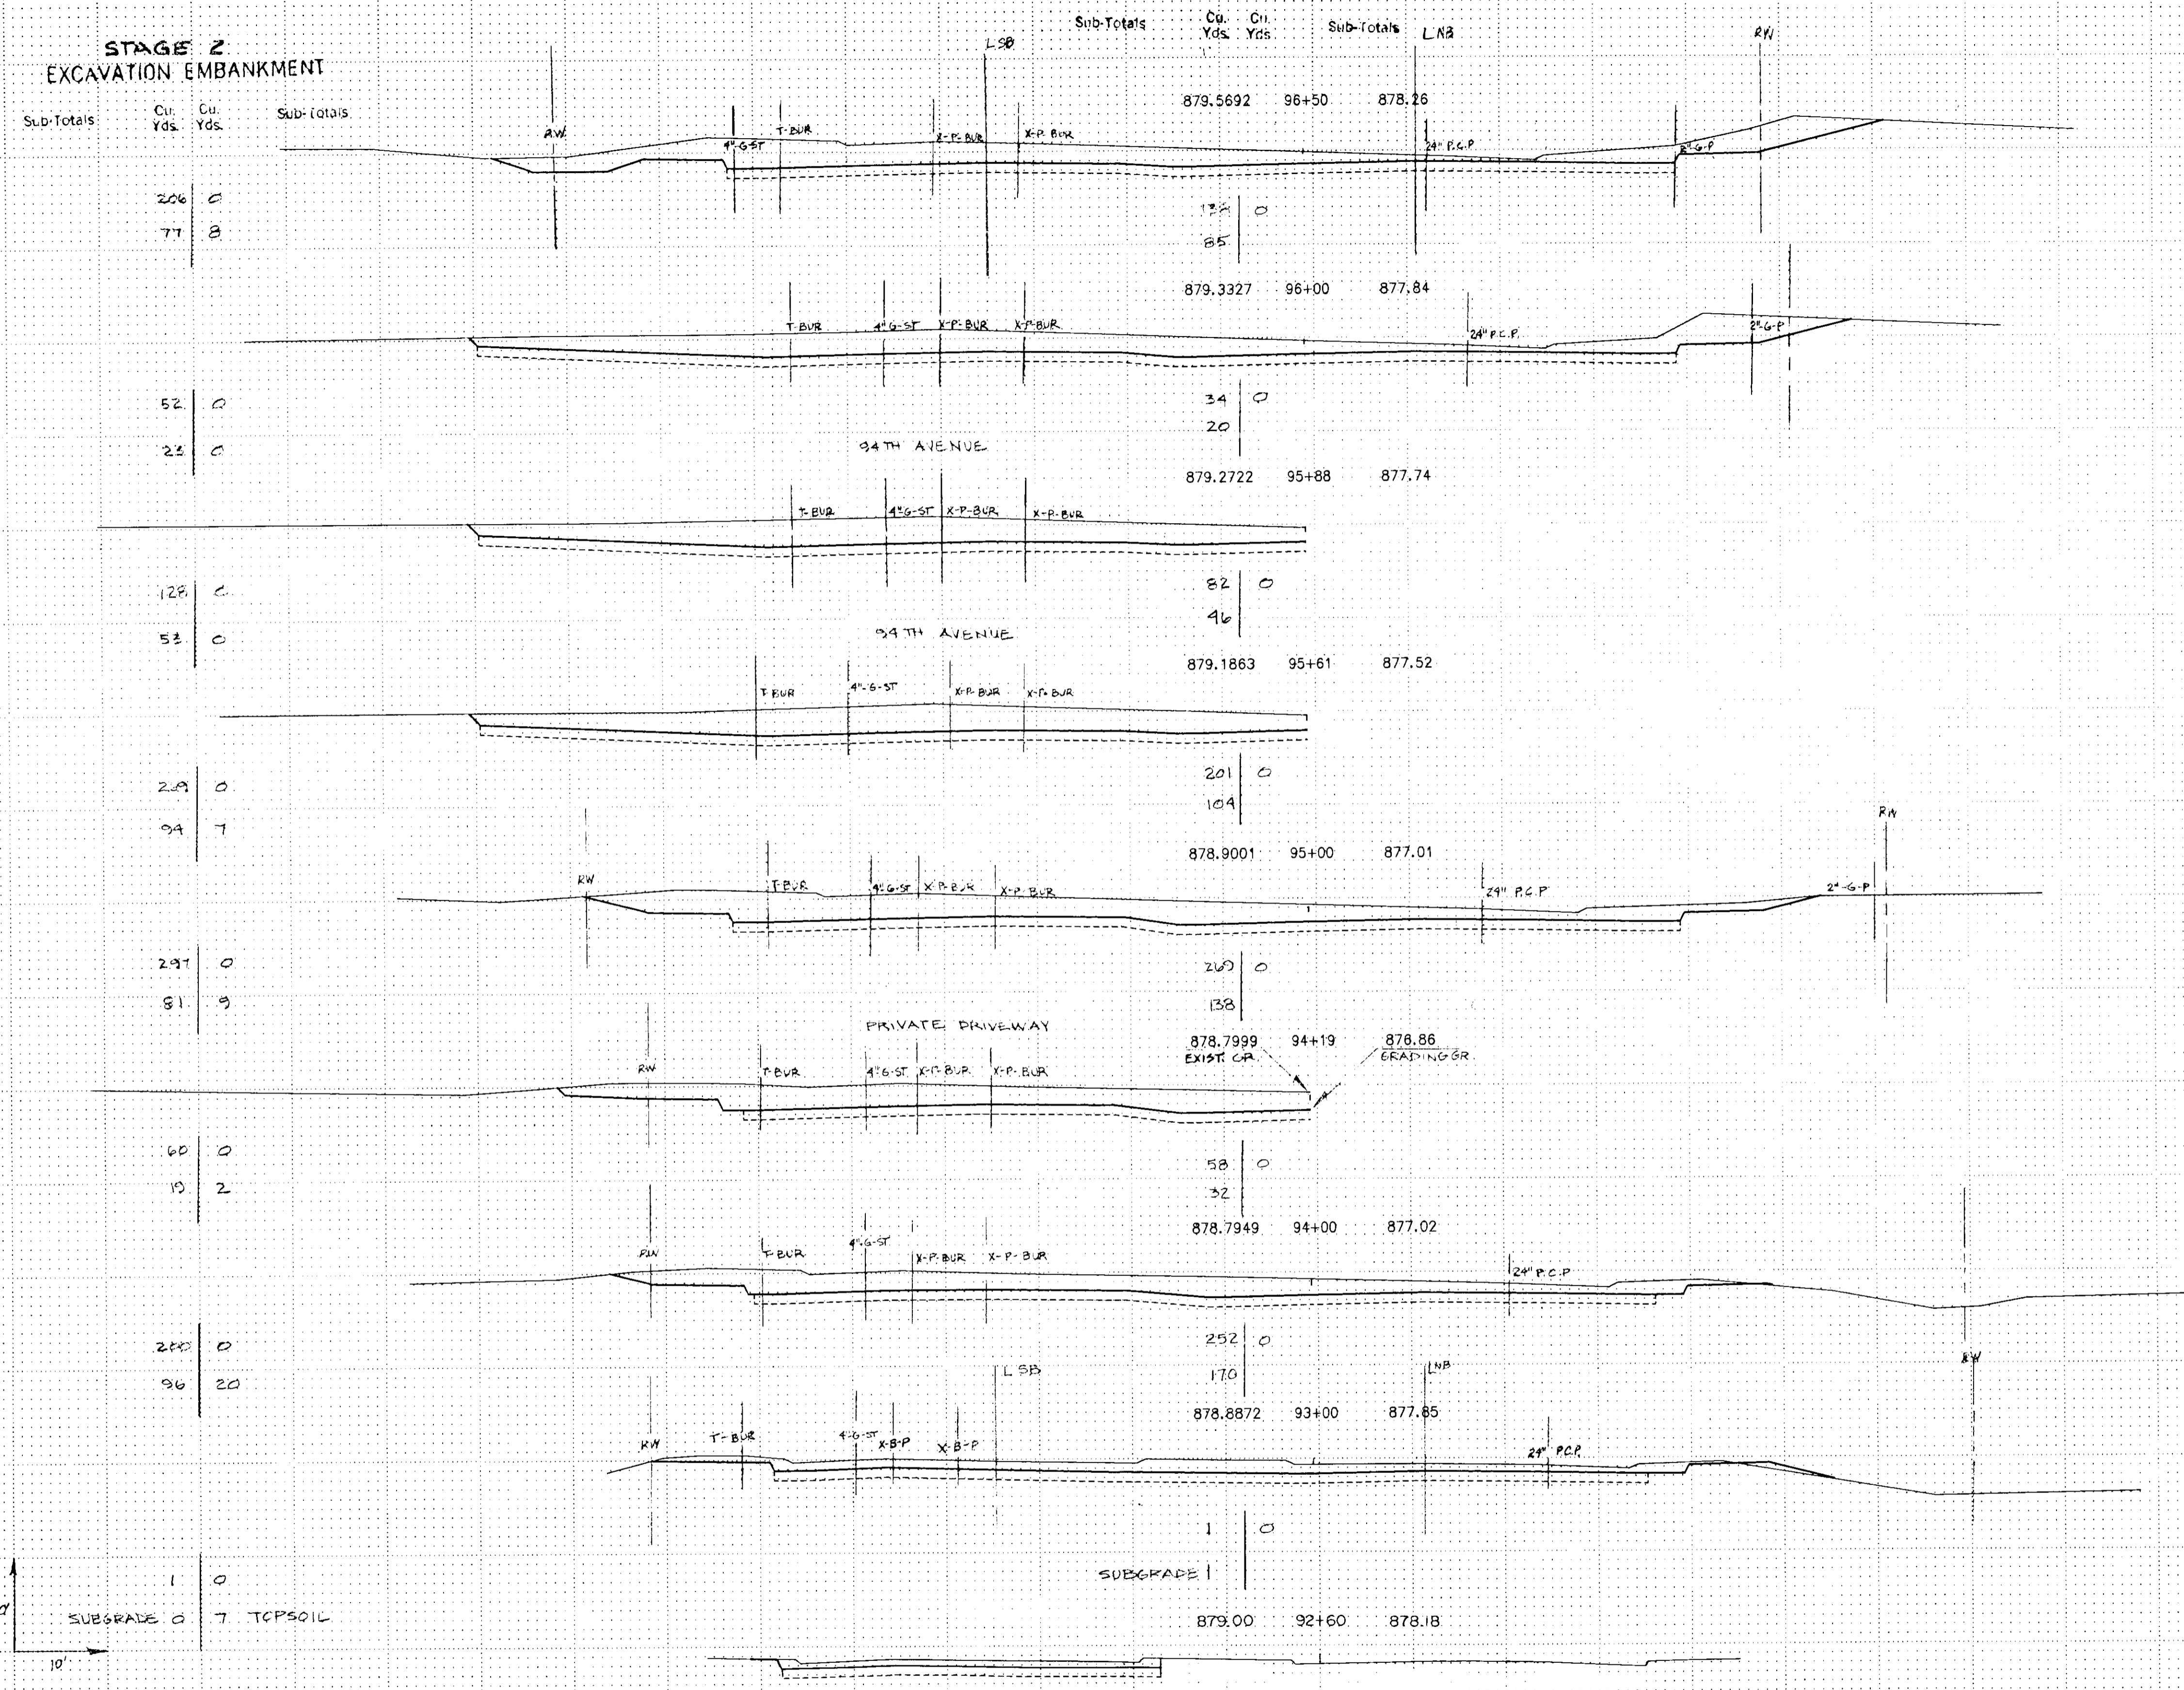 Sub-Totals Cu. Yds. Cu. Yds. Sub-Totals LNB
LSB
RW
STAGE 2
EXCAVATION EMBANKMENT
Sub-Totals Cu. Yds. Cu. Yds. Sub-Totals
879.5692 96+50 878.26
RW 4"-G-ST T-BUR X-P-BUR X-P-BUR 24" P.C.P 2"-G-P
206 0
77 8
0
85
879.3327 96+00 877.84
T-BUR 4"G-ST X-P-BUR X-P-BUR 24" P.C.P. 2"-G-P
52 0 34 0
23 0 20
94TH AVENUE
879.2722 95+88 877.74
T-BUR 4"G-ST X-P-BUR X-P-BUR
128 0 82 0
0 46
94TH AVENUE
879.1863 95+61 877.52
T-BUR 4"-G-ST X-P-BUR X-P-BUR
0 201 0
94 7 104
RW
878.9001 95+00 877.01
RW T-BUR 4"G-ST X-P-BUR X-P-BUR 24" P.C.P 2"-G-P
297 0 269 0
81 9 138
PRIVATE DRIVEWAY
878.7999 94+19 876.86
EXIST. GR. GRADING GR.
RW T-BUR 4"G-ST X-P-BUR X-P-BUR
60 0 58 0
19 2 32
878.7949 94+00 877.02
RW T-BUR 4"-G-ST X-P-BUR X-P-BUR 24" P.C.P
0 252 0
96 20 170
LSB LNB RW
878.8872 93+00 877.85
RW T-BUR 4"-G-ST X-B-P X-B-P 24" P.C.P.
1 0
SUBGRADE 1
1 0
SUBGRADE 0 7 TOPSOIL
879.00 92+60 878.18
10'